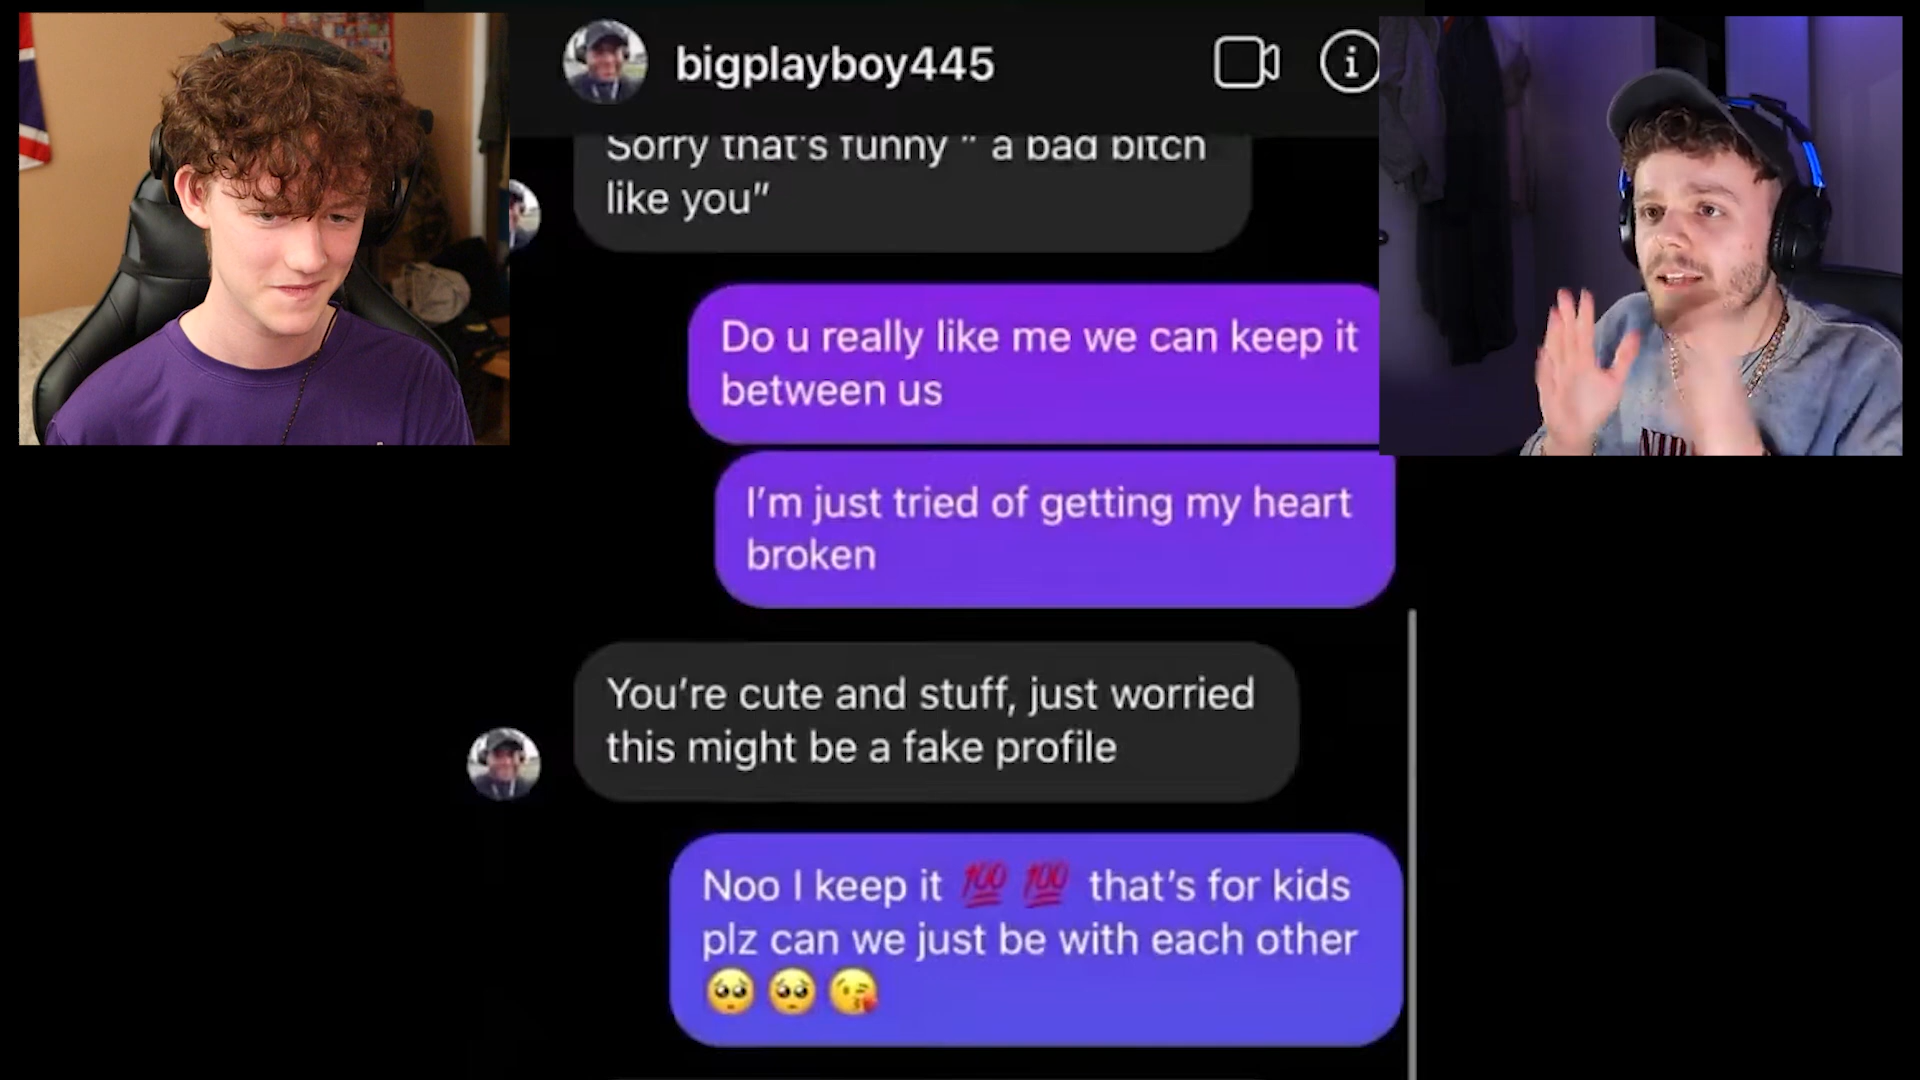 bigplayboy445
Sorry that's funny " a bad bitch
like you"
Do u really like me we can keep it
between us
I'm just tried of getting my heart
broken
You're cute and stuff, just worried
this might be a fake profile
Noo I keep it 💯 💯 that's for kids
plz can we just be with each other
🥺 🥺 😘